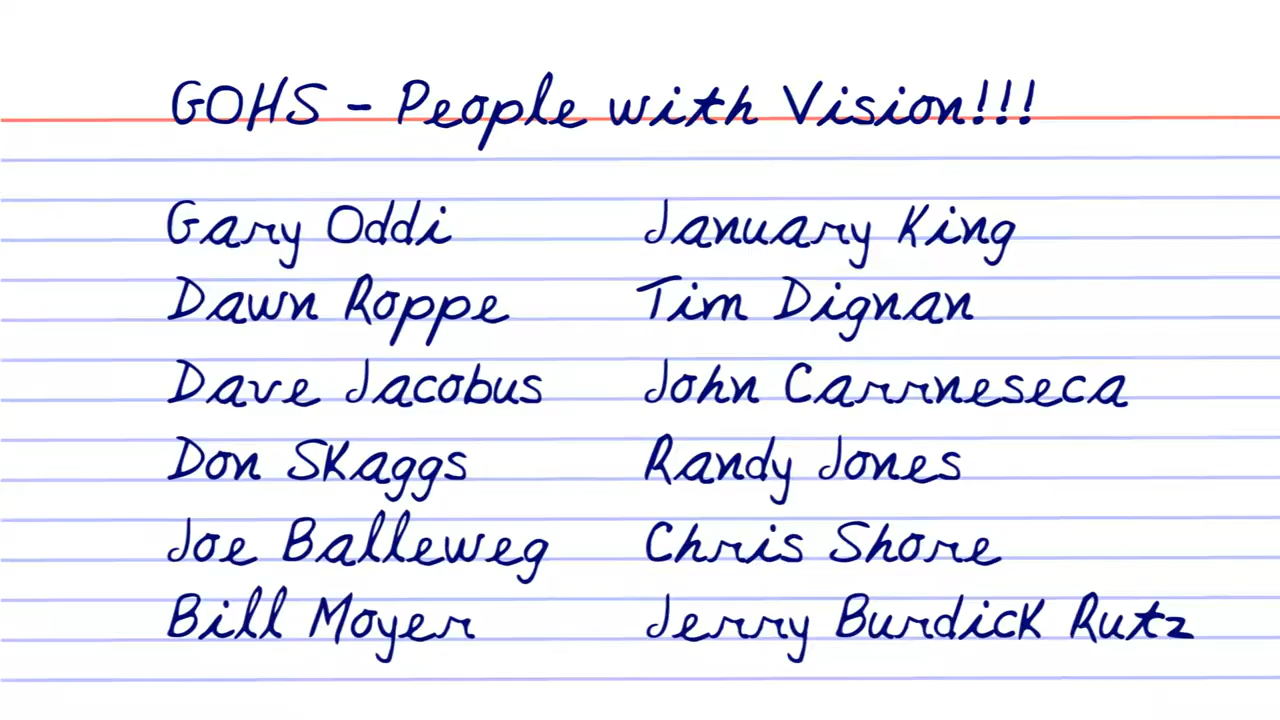 GOHS - People with Vision!!!
Gary Oddi
Dawn Roppe
Dave Jacobus
Don Skaggs
Joe Balleweg
Bill Moyer
January King
Tim Dignan
John Carrneseca
Randy Jones
Chris Shore
Jerry Burdick Rutz